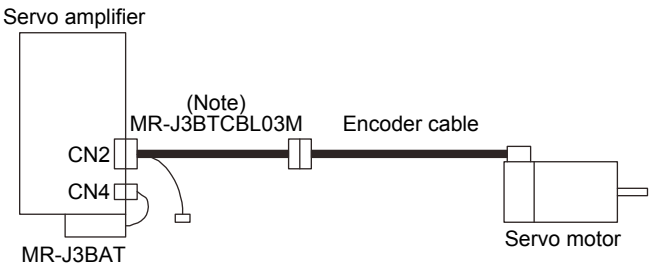 Servo amplifier
(Note)
MR-J3BTCBL03M
Encoder cable
CN2
CN4
MR-J3BAT
Servo motor